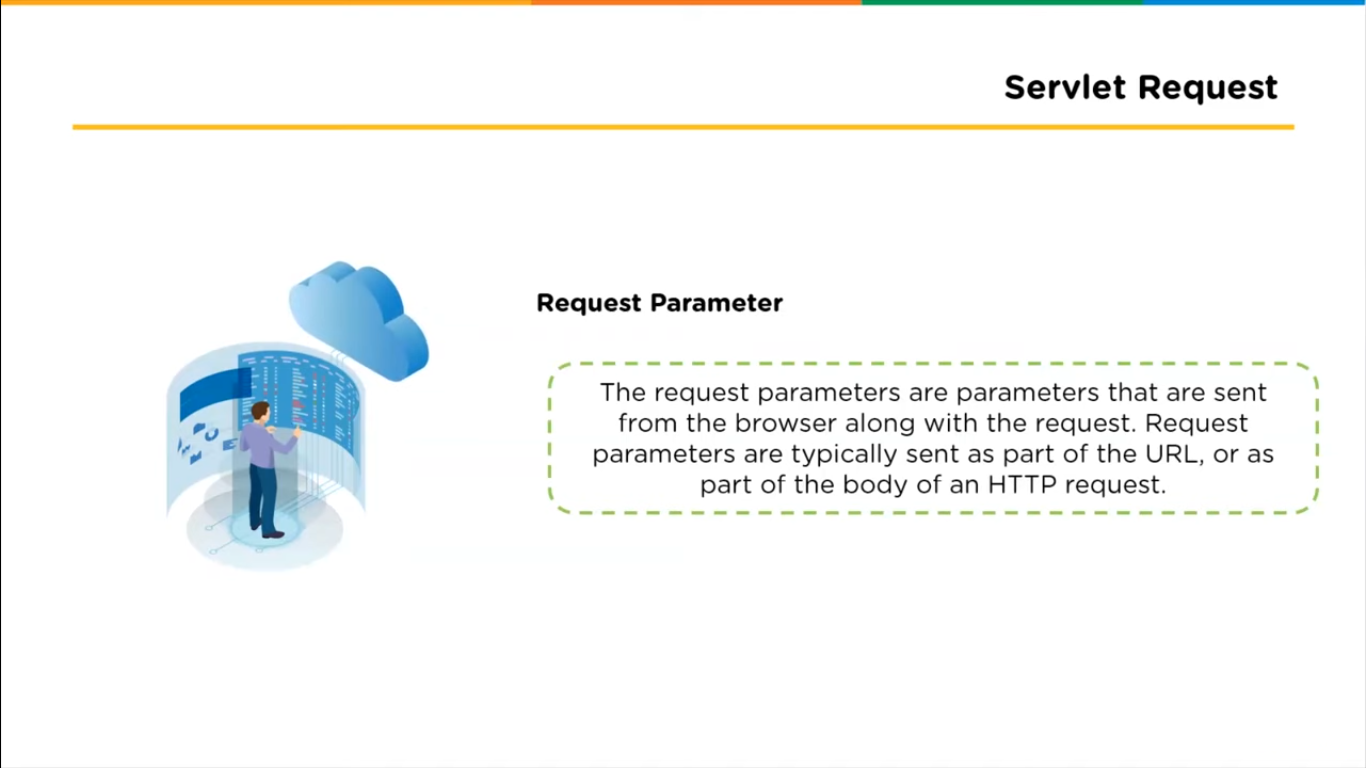 Servlet Request
Request Parameter
The request parameters are parameters that are sent
from the browser along with the request. Request
parameters are typically sent as part of the URL, or as
part of the body of an HTTP request.